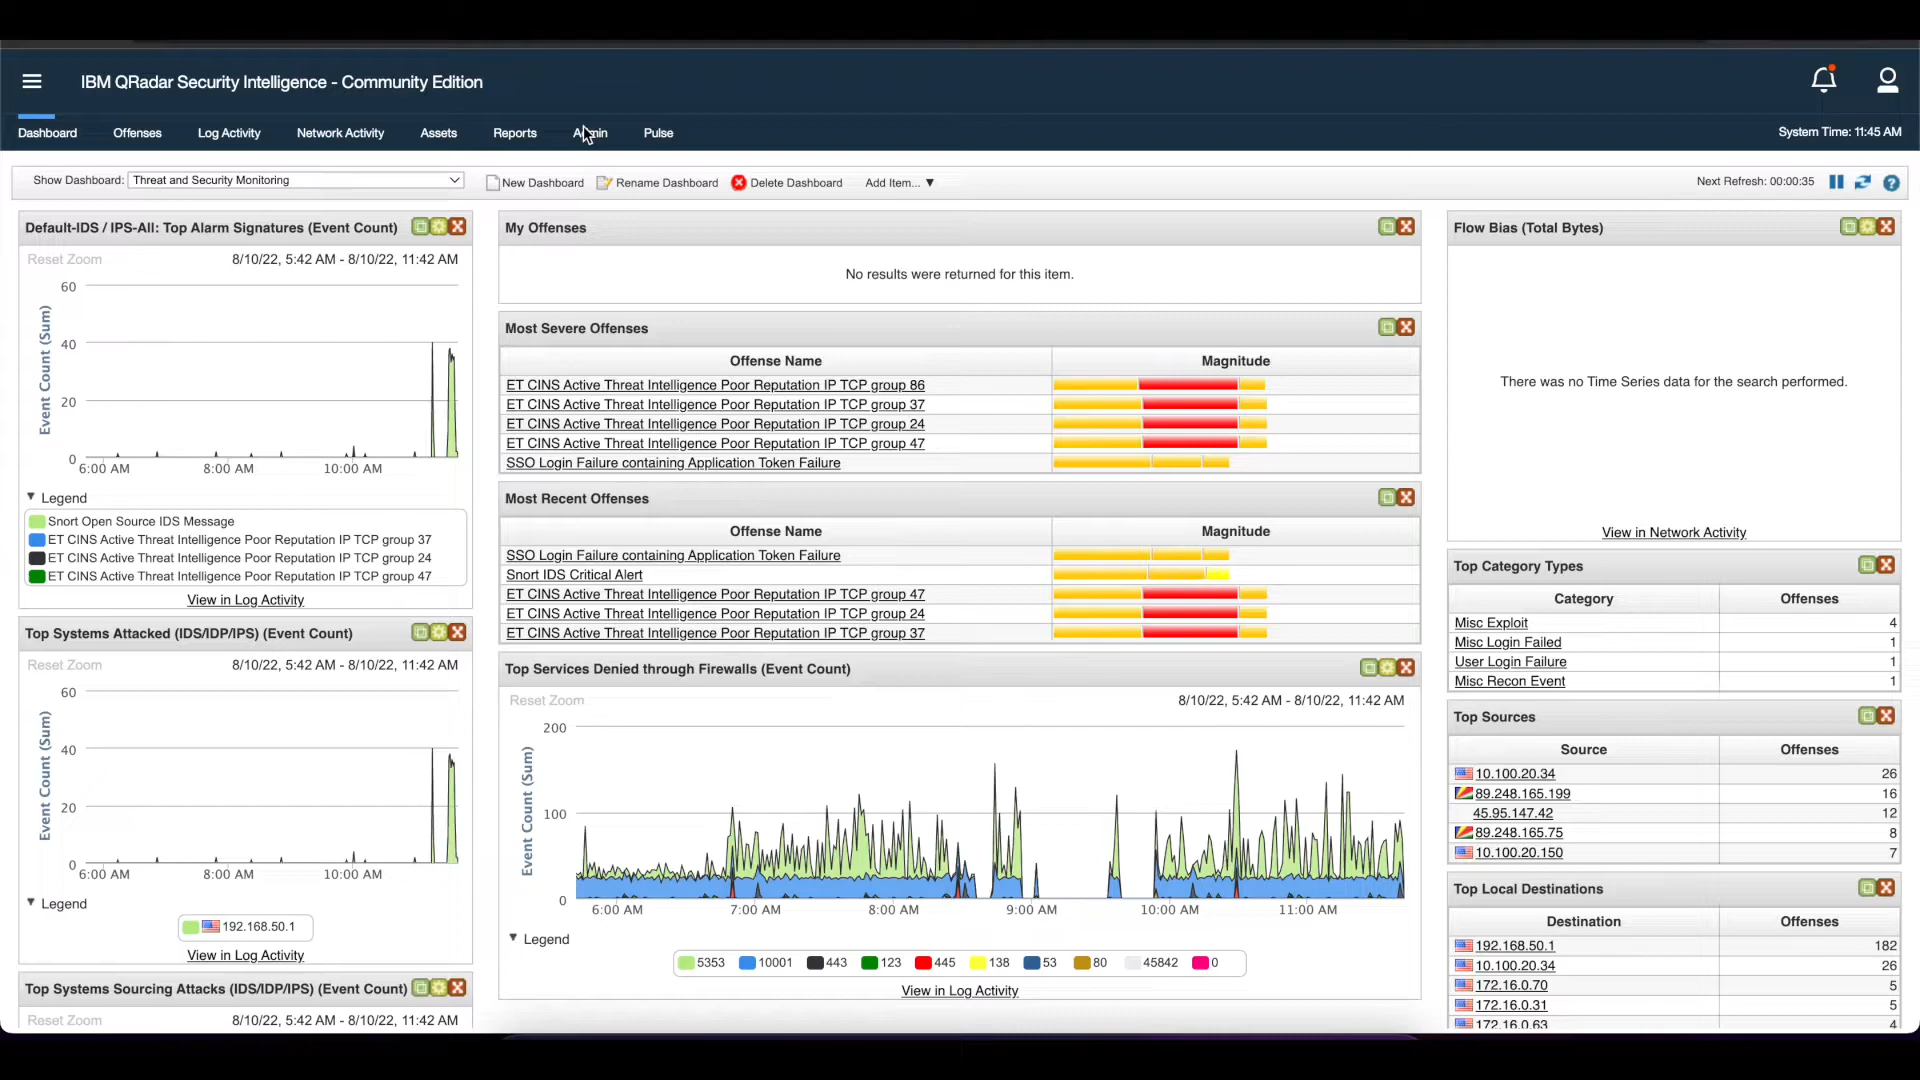 IBM QRadar Security Intelligence - Community Edition
Dashboard Offenses Log Activity Network Activity Assets Reports Admin Pulse
System Time: 11:45 AM
Show Dashboard: Threat and Security Monitoring New Dashboard Rename Dashboard Delete Dashboard Add Item... ▼ Next Refresh: 00:00:35
Default-IDS / IPS-All: Top Alarm Signatures (Event Count)
Reset Zoom 8/10/22, 5:42 AM - 8/10/22, 11:42 AM
Event Count (Sum)
60
40
20
0
6:00 AM 8:00 AM 10:00 AM
Legend
Snort Open Source IDS Message
ET CINS Active Threat Intelligence Poor Reputation IP TCP group 37
ET CINS Active Threat Intelligence Poor Reputation IP TCP group 24
ET CINS Active Threat Intelligence Poor Reputation IP TCP group 47
View in Log Activity
Top Systems Attacked (IDS/IDP/IPS) (Event Count)
Reset Zoom 8/10/22, 5:42 AM - 8/10/22, 11:42 AM
Event Count (Sum)
60
40
20
0
6:00 AM 8:00 AM 10:00 AM
Legend
192.168.50.1
View in Log Activity
Top Systems Sourcing Attacks (IDS/IDP/IPS) (Event Count)
Reset Zoom 8/10/22, 5:42 AM - 8/10/22, 11:42 AM
My Offenses
No results were returned for this item.
Most Severe Offenses
Offense Name Magnitude
ET CINS Active Threat Intelligence Poor Reputation IP TCP group 86
ET CINS Active Threat Intelligence Poor Reputation IP TCP group 37
ET CINS Active Threat Intelligence Poor Reputation IP TCP group 24
ET CINS Active Threat Intelligence Poor Reputation IP TCP group 47
SSO Login Failure containing Application Token Failure
Most Recent Offenses
Offense Name Magnitude
SSO Login Failure containing Application Token Failure
Snort IDS Critical Alert
ET CINS Active Threat Intelligence Poor Reputation IP TCP group 47
ET CINS Active Threat Intelligence Poor Reputation IP TCP group 24
ET CINS Active Threat Intelligence Poor Reputation IP TCP group 37
Top Services Denied through Firewalls (Event Count)
Reset Zoom 8/10/22, 5:42 AM - 8/10/22, 11:42 AM
Event Count (Sum)
200
100
0
6:00 AM 7:00 AM 8:00 AM 9:00 AM 10:00 AM 11:00 AM
Legend
5353 10001 443 123 445 138 53 80 45842 0
View in Log Activity
Flow Bias (Total Bytes)
There was no Time Series data for the search performed.
View in Network Activity
Top Category Types
Category Offenses
Misc Exploit 4
Misc Login Failed 1
User Login Failure 1
Misc Recon Event 1
Top Sources
Source Offenses
10.100.20.34 26
89.248.165.199 16
45.95.147.42 12
89.248.165.75 8
10.100.20.150 7
Top Local Destinations
Destination Offenses
192.168.50.1 182
10.100.20.34 26
172.16.0.70 5
172.16.0.31 5
172.16.0.63 4